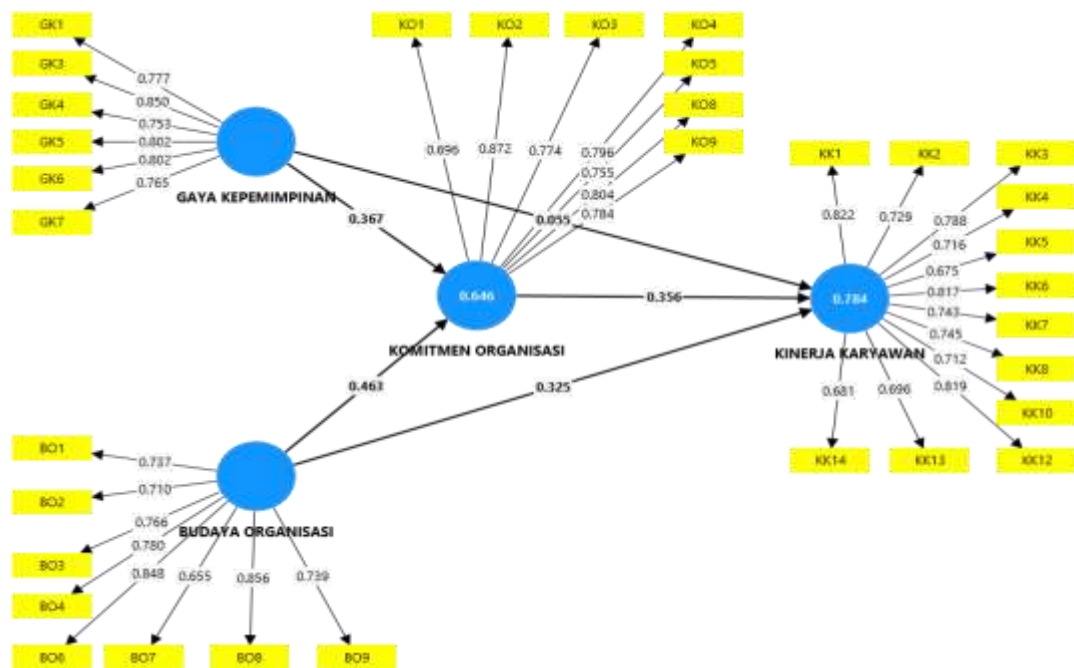 GK1
GK3
GK4
GK5
GK6
GK7
0.777
0.850
0.753
0.802
0.802
0.765
GAYA KEPEMIMPINAN
KO1
KO2
KO3
KO4
KO5
KO8
KO9
0.696
0.872
0.774
0.796
0.755
0.804
0.784
0.367
0.055
0.646
KOMITMEN ORGANISASI
0.356
0.463
0.325
KK1
KK2
KK3
KK4
KK5
KK6
KK7
KK8
KK10
KK12
KK13
KK14
0.822
0.729
0.788
0.716
0.675
0.817
0.743
0.745
0.712
0.819
0.696
0.681
0.784
KINERJA KARYAWAN
BO1
BO2
BO3
BO4
BO6
BO7
BO8
BO9
0.737
0.710
0.766
0.780
0.848
0.655
0.856
0.739
BUDAYA ORGANISASI